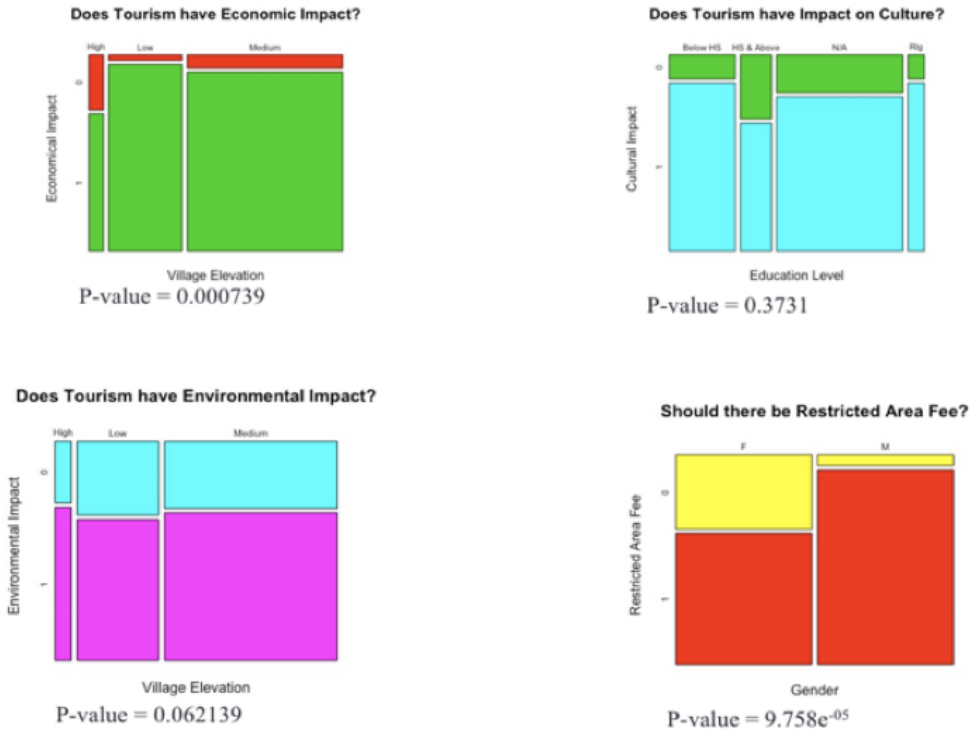 Does Tourism have Economic Impact?
High Low Medium
0
1
Economical Impact
Village Elevation
P-value = 0.000739
Does Tourism have Impact on Culture?
Below HS HS & Above N/A Rlg
0
1
Cultural Impact
Education Level
P-value = 0.3731
Does Tourism have Environmental Impact?
High Low Medium
0
1
Environmental Impact
Village Elevation
P-value = 0.062139
Should there be Restricted Area Fee?
F M
0
1
Restricted Area Fee
Gender
P-value = 9.758e-05